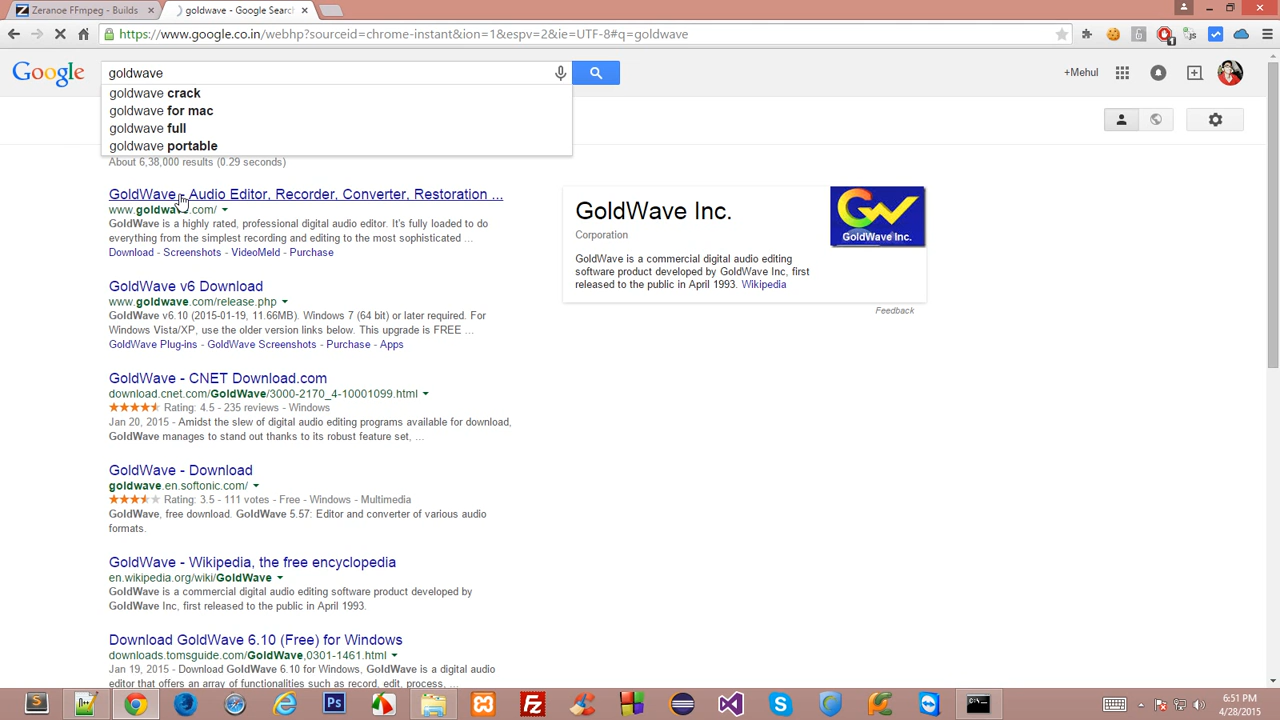 Zeranoe FFmpeg - Builds
goldwave - Google Search
https://www.google.co.in/webhp?sourceid=chrome-instant&ion=1&espv=2&ie=UTF-8#q=goldwave
Google
goldwave
+Mehul
goldwave crack
goldwave for mac
goldwave full
goldwave portable
About 6,38,000 results (0.29 seconds)
GoldWave - Audio Editor, Recorder, Converter, Restoration ...
www.goldwave.com/
GoldWave is a highly rated, professional digital audio editor. It's fully loaded to do
everything from the simplest recording and editing to the most sophisticated ...
Download - Screenshots - VideoMeld - Purchase
GoldWave v6 Download
www.goldwave.com/release.php
GoldWave v6.10 (2015-01-19, 11.66MB). Windows 7 (64 bit) or later required. For
Windows Vista/XP, use the older version links below. This upgrade is FREE ...
GoldWave Plug-ins - GoldWave Screenshots - Purchase - Apps
GoldWave - CNET Download.com
download.cnet.com/GoldWave/3000-2170_4-10001099.html
Rating: 4.5 - 235 reviews - Windows
Jan 20, 2015 - Amidst the slew of digital audio editing programs available for download,
GoldWave manages to stand out thanks to its robust feature set, ...
GoldWave - Download
goldwave.en.softonic.com/
Rating: 3.5 - 111 votes - Free - Windows - Multimedia
GoldWave, free download. GoldWave 5.57: Editor and converter of various audio
formats.
GoldWave - Wikipedia, the free encyclopedia
en.wikipedia.org/wiki/GoldWave
GoldWave is a commercial digital audio editing software product developed by
GoldWave Inc, first released to the public in April 1993.
Download GoldWave 6.10 (Free) for Windows
downloads.tomsguide.com/GoldWave,0301-1461.html
Jan 19, 2015 - Download GoldWave 6.10 for Windows, GoldWave is a digital audio
editor that offers an array of functionalities such as record, edit, process, ...
GoldWave Inc.
Corporation
GoldWave is a commercial digital audio editing
software product developed by GoldWave Inc, first
released to the public in April 1993. Wikipedia
GW
GoldWave Inc.
Feedback
6:51 PM
4/28/2015